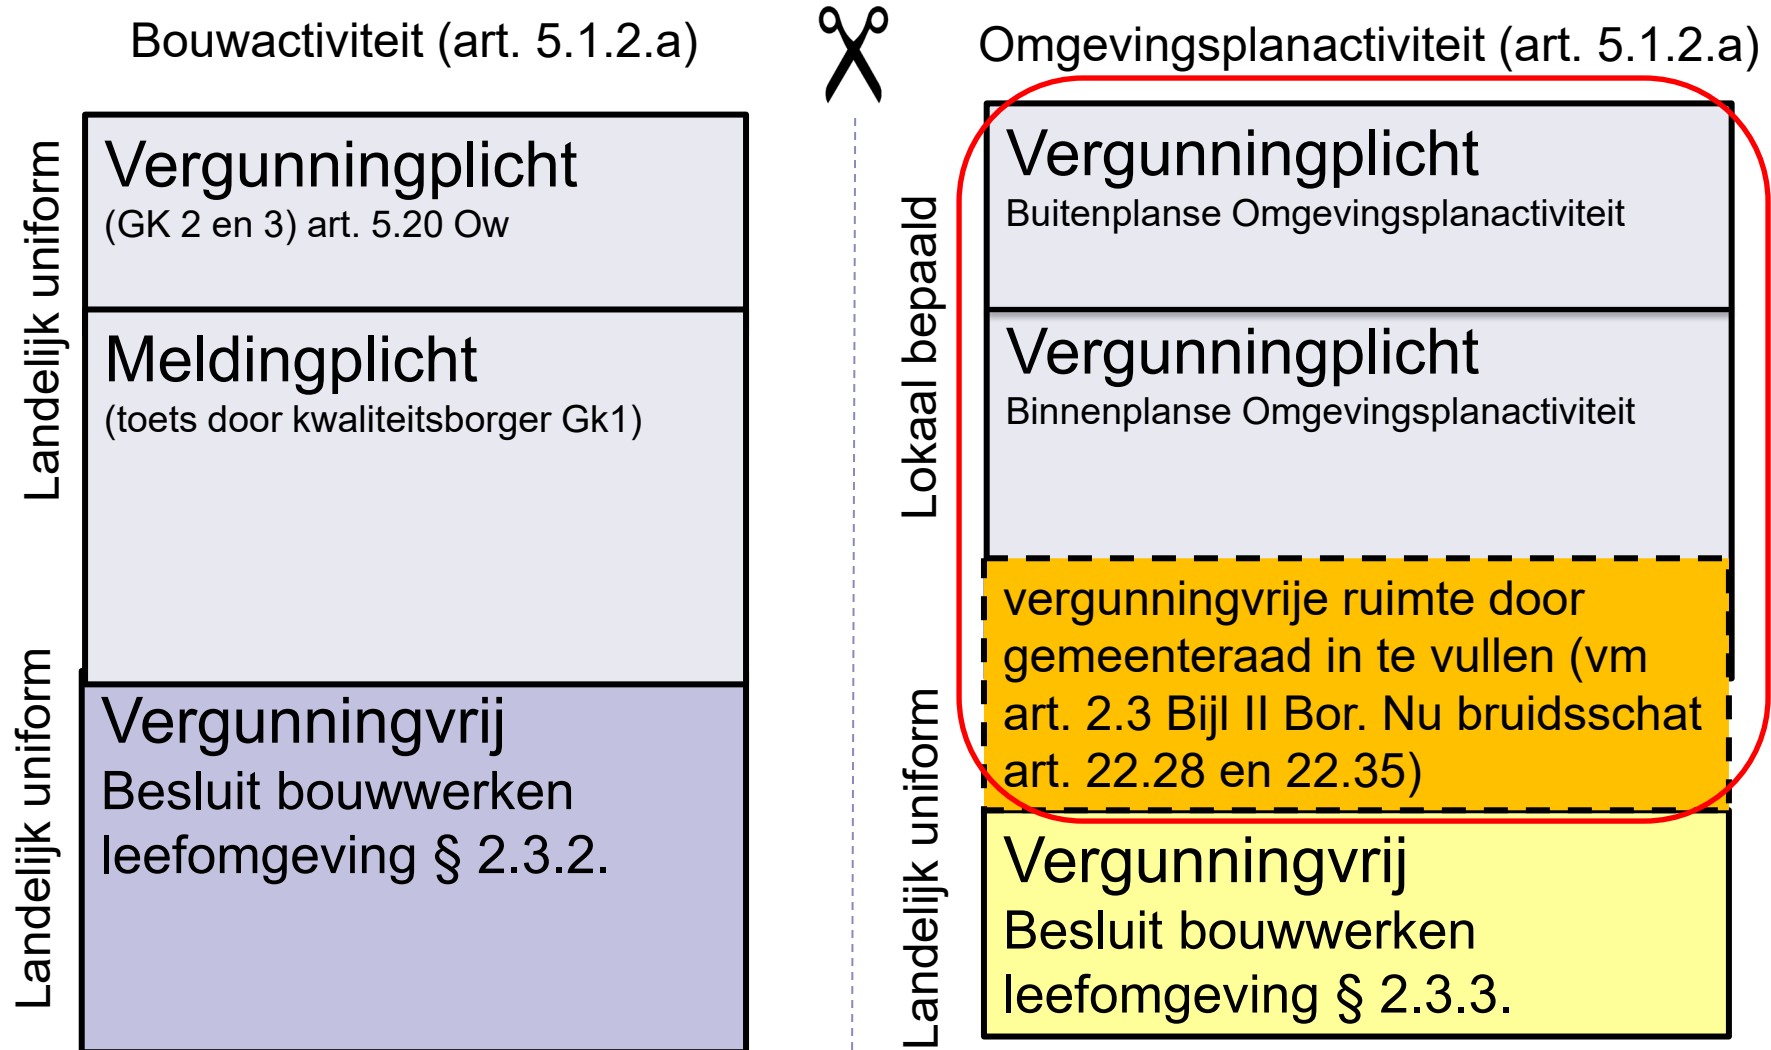 Bouwactiviteit (art. 5.1.2.a)
Landelijk uniform
Vergunningplicht
(GK 2 en 3) art. 5.20 Ow
Meldingplicht
(toets door kwaliteitsborger Gk1)
Landelijk uniform
Vergunningvrij
Besluit bouwwerken
leefomgeving § 2.3.2.
Omgevingsplanactiviteit (art. 5.1.2.a)
Lokaal bepaald
Vergunningplicht
Buitenplanse Omgevingsplanactiviteit
Vergunningplicht
Binnenplanse Omgevingsplanactiviteit
vergunningvrije ruimte door
gemeenteraad in te vullen (vm
art. 2.3 Bijl II Bor. Nu bruidsschat
art. 22.28 en 22.35)
Landelijk uniform
Vergunningvrij
Besluit bouwwerken
leefomgeving § 2.3.3.